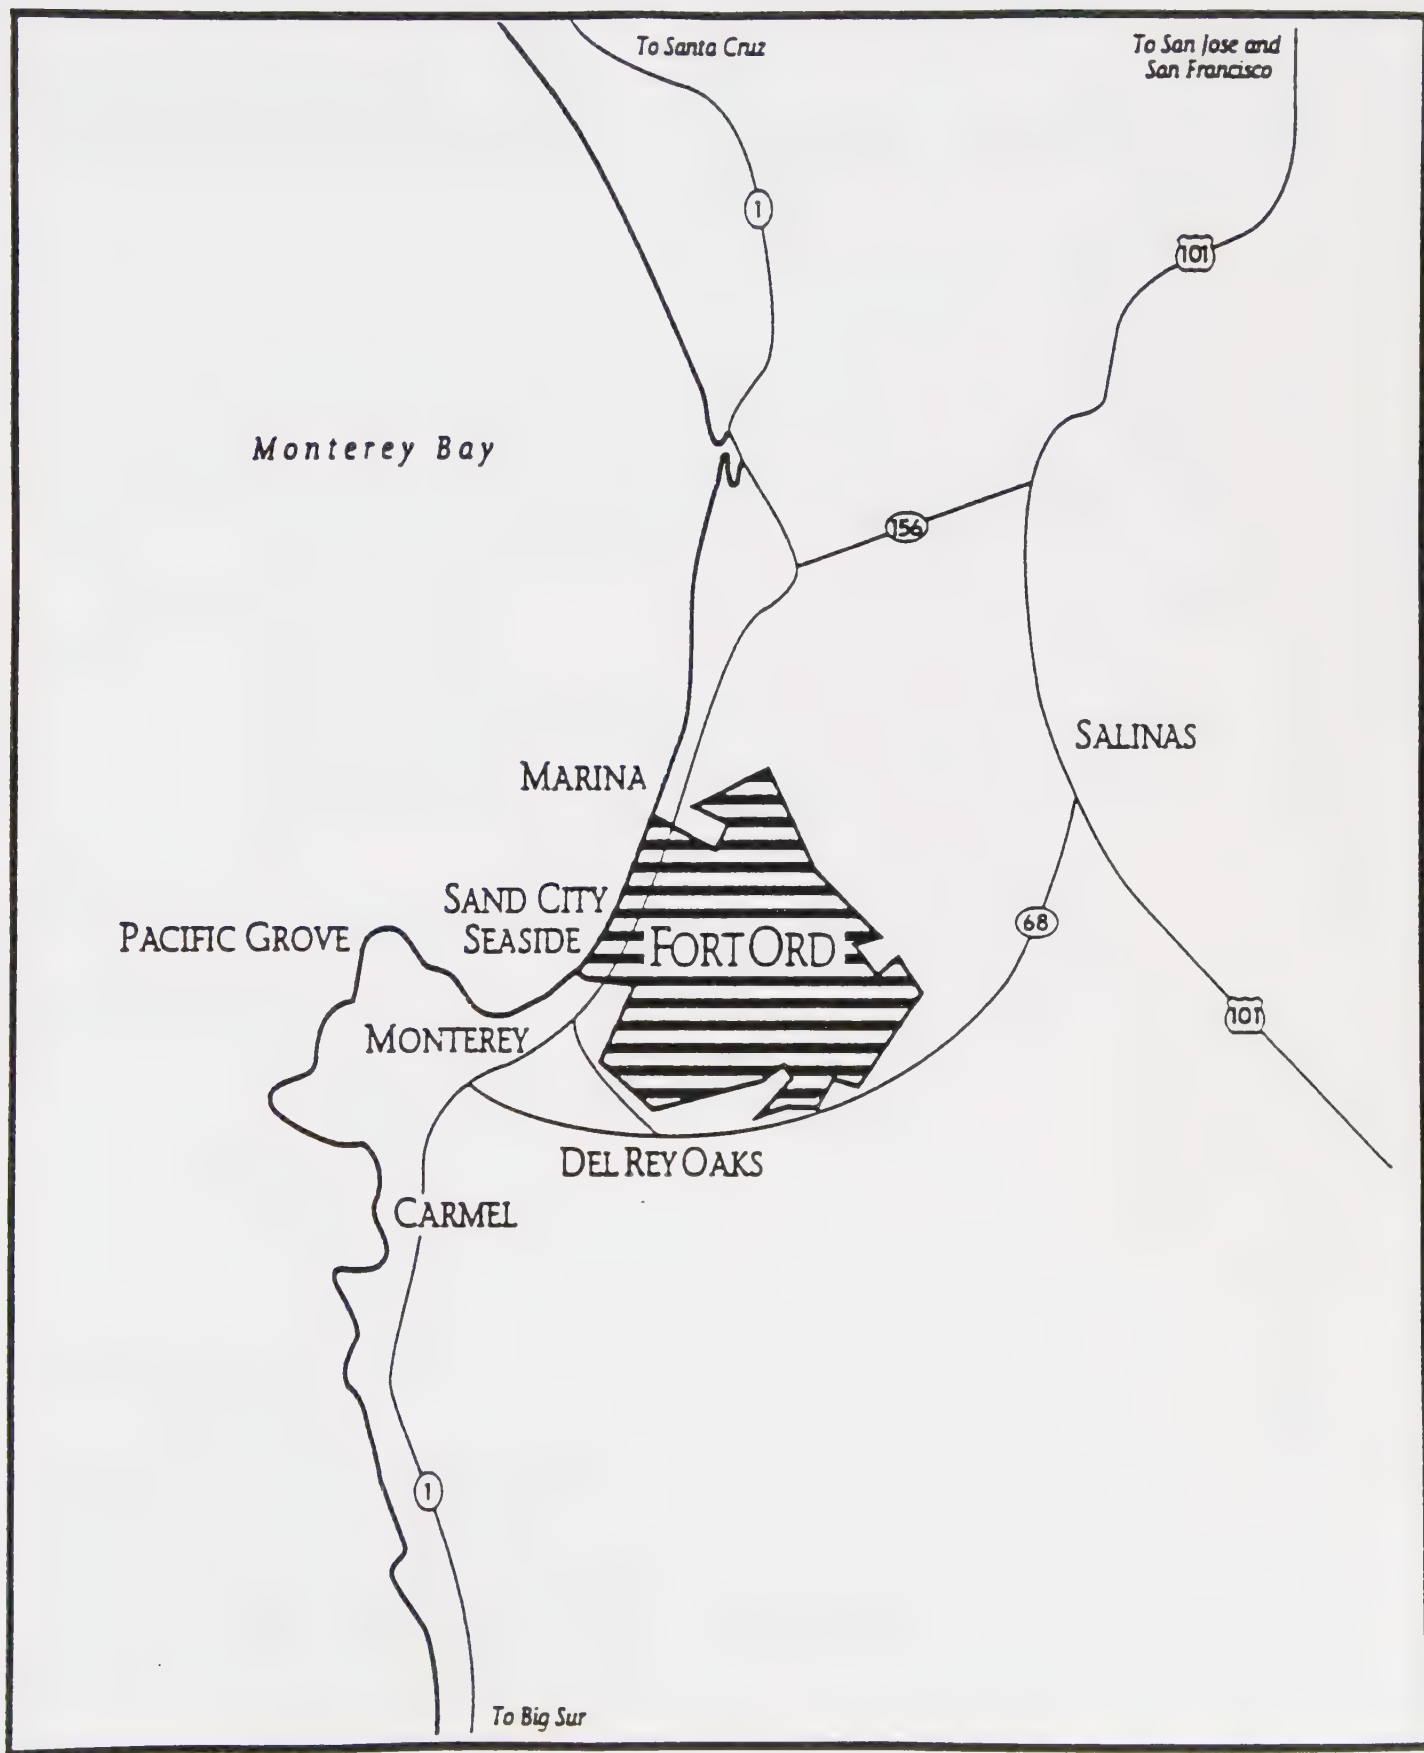 To Santa Cruz
To San Jose and
San Francisco
1
101
Monterey Bay
156
SALINAS
MARINA
SAND CITY
SEASIDE
PACIFIC GROVE
FORT ORD
68
MONTEREY
101
DEL REY OAKS
CARMEL
1
To Big Sur